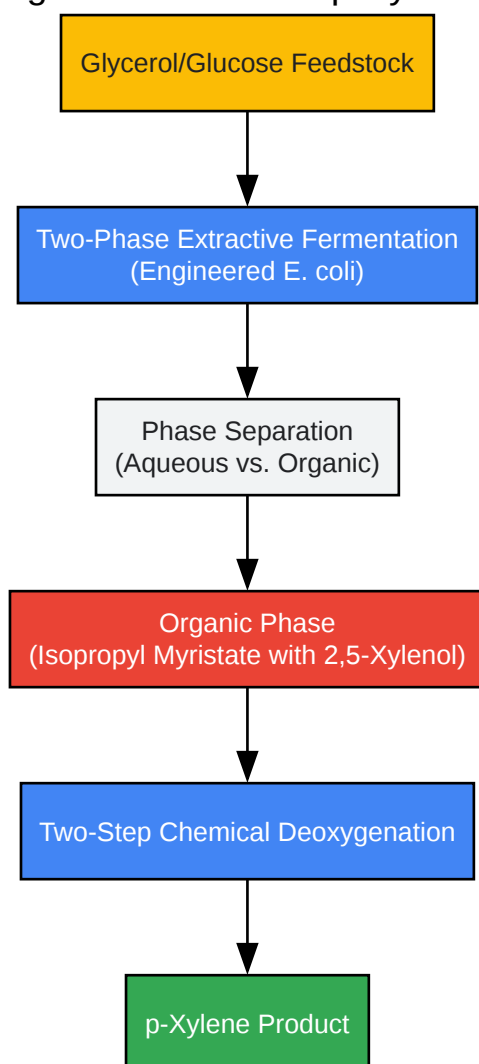 Glycerol/Glucose Feedstock
Two-Phase Extractive Fermentation
(Engineered E. coli)
Phase Separation
(Aqueous vs. Organic)
Organic Phase
(Isopropyl Myristate with 2,5-Xylenol)
Two-Step Chemical Deoxygenation
p-Xylene Product